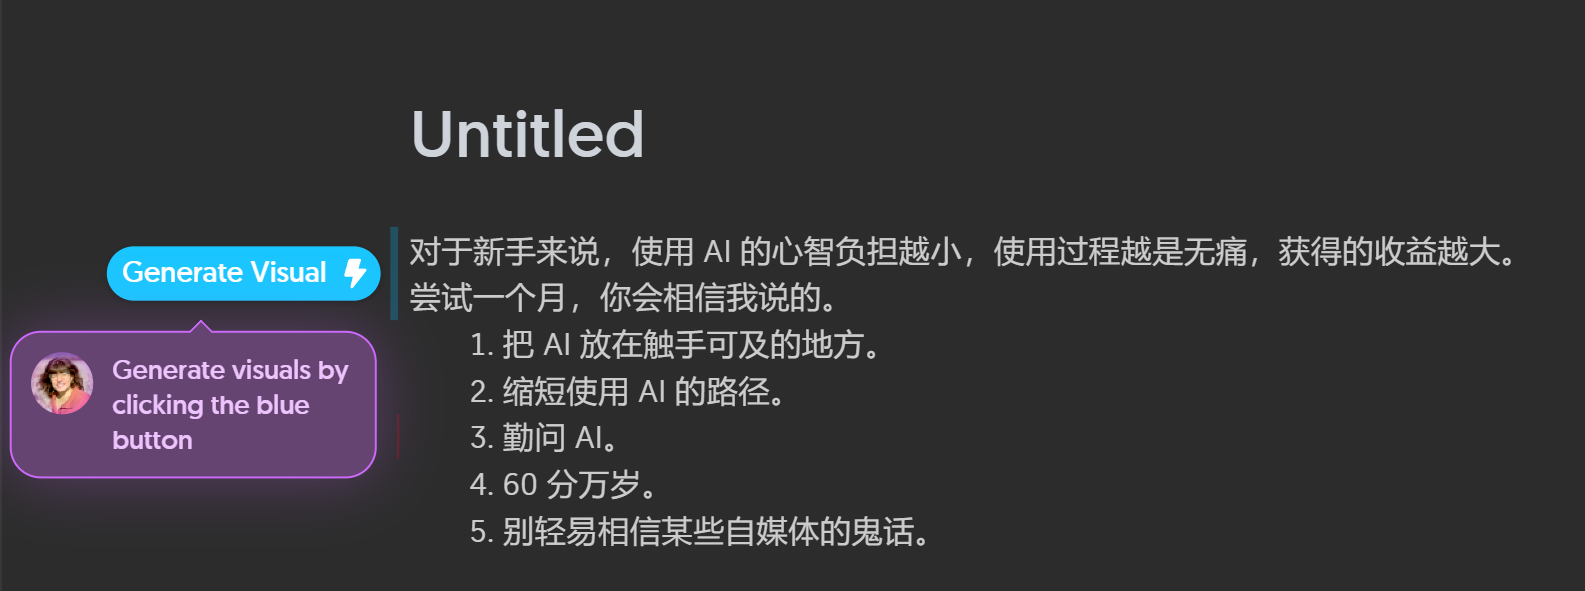 Untitled
对于新手来说，使用 AI 的心智负担越小，使用过程越是无痛，获得的收益越大。
尝试一个月，你会相信我说的。
1. 把 AI 放在触手可及的地方。
2. 缩短使用 AI 的路径。
3. 勤问 AI。
4. 60 分万岁。
5. 别轻易相信某些自媒体的鬼话。
Generate Visual
Generate visuals by
clicking the blue
button